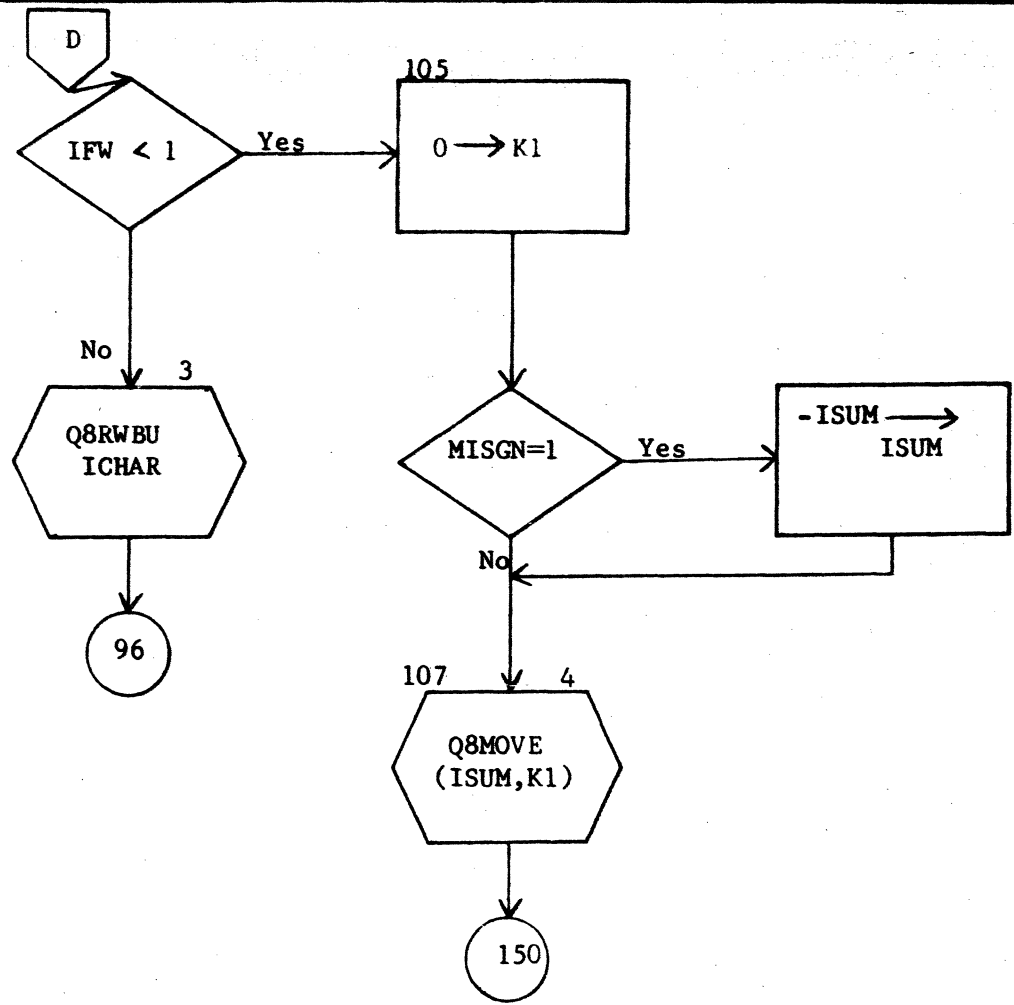 D
IFW < 1
Yes
105
0 → K1
No
3
Q8RWBU
ICHAR
96
MISGN=1
Yes
-ISUM →
ISUM
No
107
4
Q8MOVE
(ISUM,K1)
150